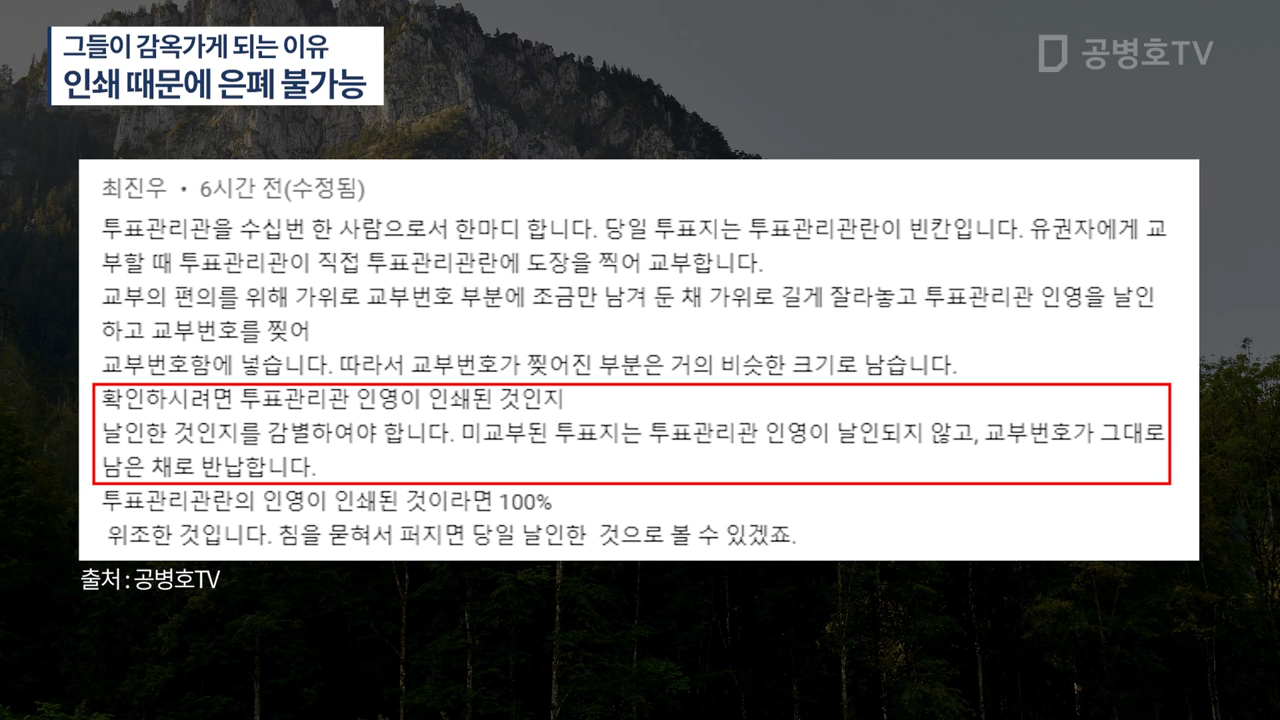 그들이 감옥가게 되는 이유
인쇄 때문에 은폐 불가능
공병호TV
최진우 • 6시간 전(수정됨)
투표관리관을 수십번 한 사람으로서 한마디 합니다. 당일 투표지는 투표관리관란이 빈칸입니다. 유권자에게 교
부할 때 투표관리관이 직접 투표관리관란에 도장을 찍어 교부합니다.
교부의 편의를 위해 가위로 교부번호 부분에 조금만 남겨 둔 채 가위로 길게 잘라놓고 투표관리관 인영을 날인
하고 교부번호를 찢어
교부번호함에 넣습니다. 따라서 교부번호가 찢어진 부분은 거의 비슷한 크기로 남습니다.
확인하시려면 투표관리관 인영이 인쇄된 것인지
날인한 것인지를 감별하여야 합니다. 미교부된 투표지는 투표관리관 인영이 날인되지 않고, 교부번호가 그대로
남은 채로 반납합니다.
투표관리관란의 인영이 인쇄된 것이라면 100%
위조한 것입니다. 침을 묻혀서 퍼지면 당일 날인한 것으로 볼 수 있겠죠.
출처 : 공병호TV